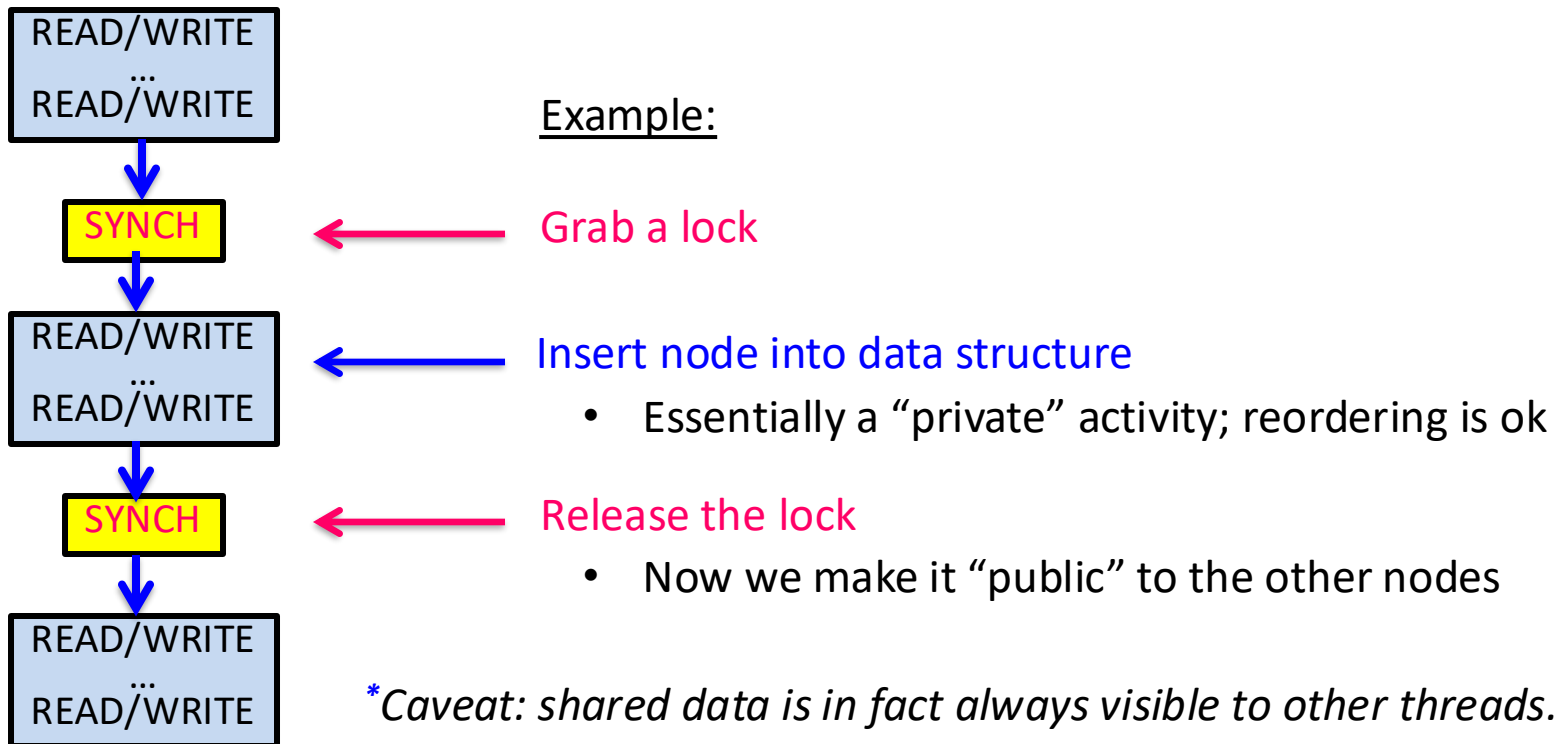 READ/WRITE
...
READ/WRITE
Example:
SYNCH
Grab a lock
READ/WRITE
...
READ/WRITE
Insert node into data structure
• Essentially a “private” activity; reordering is ok
SYNCH
Release the lock
• Now we make it “public” to the other nodes
READ/WRITE
...
READ/WRITE
*Caveat: shared data is in fact always visible to other threads.